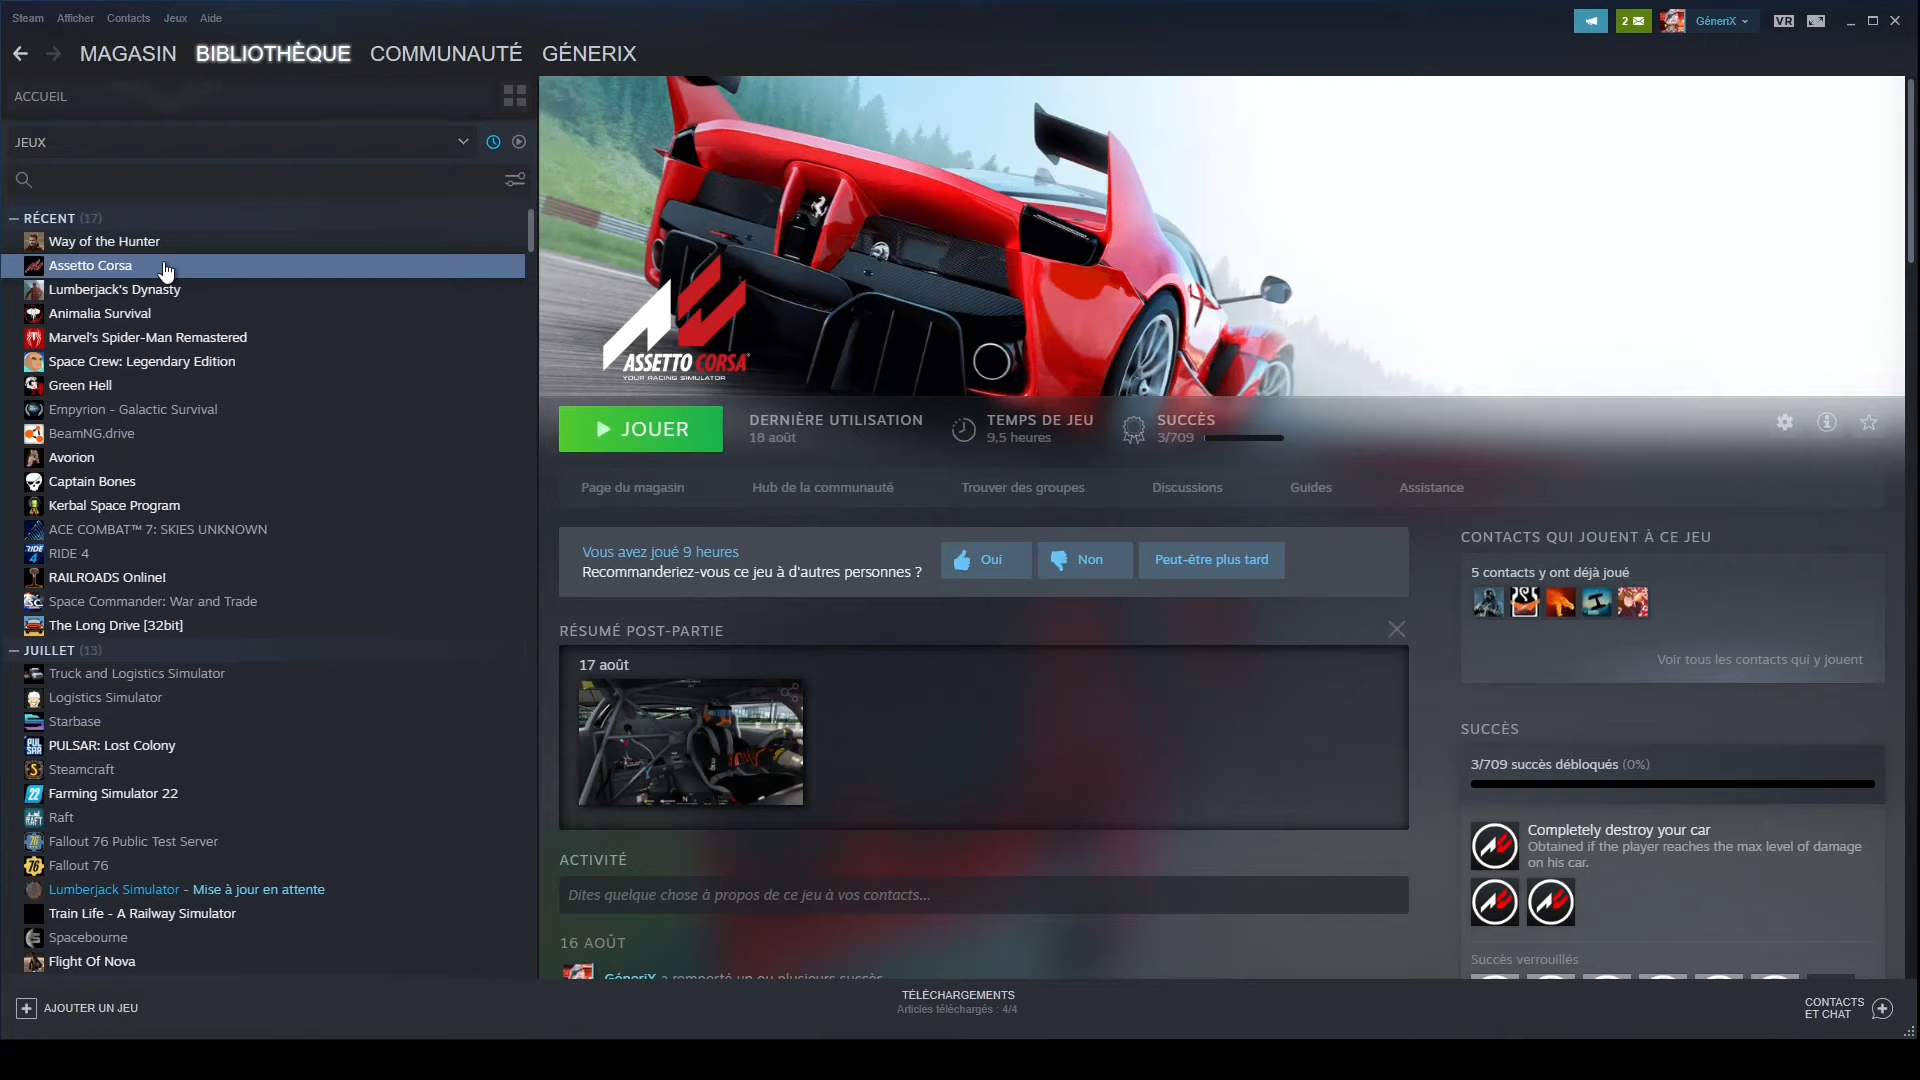 Steam Afficher Contacts Jeux Aide
2
GéneriX
VR
MAGASIN BIBLIOTHÈQUE COMMUNAUTÉ GÉNERIX
ACCUEIL
JEUX
RÉCENT (17)
Way of the Hunter
Assetto Corsa
Lumberjack's Dynasty
Animalia Survival
Marvel's Spider-Man Remastered
Space Crew: Legendary Edition
Green Hell
Empyrion - Galactic Survival
BeamNG.drive
Avorion
Captain Bones
Kerbal Space Program
ACE COMBAT™ 7: SKIES UNKNOWN
RIDE 4
RAILROADS Online!
Space Commander: War and Trade
The Long Drive [32bit]
JUILLET (13)
Truck and Logistics Simulator
Logistics Simulator
Starbase
PULSAR: Lost Colony
Steamcraft
Farming Simulator 22
Raft
Fallout 76 Public Test Server
Fallout 76
Lumberjack Simulator - Mise à jour en attente
Train Life - A Railway Simulator
Spacebourne
Flight Of Nova
AJOUTER UN JEU
ASSETTO CORSA
YOUR RACING SIMULATOR
JOUER
DERNIÈRE UTILISATION
18 août
TEMPS DE JEU
9,5 heures
SUCCÈS
3/709
Page du magasin Hub de la communauté Trouver des groupes Discussions Guides Assistance
Vous avez joué 9 heures
Recommanderiez-vous ce jeu à d'autres personnes ?
Oui Non Peut-être plus tard
RÉSUMÉ POST-PARTIE
17 août
ACTIVITÉ
Dites quelque chose à propos de ce jeu à vos contacts...
16 AOÛT
GéneriX a remporté un ou plusieurs succès
CONTACTS QUI JOUENT À CE JEU
5 contacts y ont déjà joué
Voir tous les contacts qui y jouent
SUCCÈS
3/709 succès débloqués (0%)
Completely destroy your car
Obtained if the player reaches the max level of damage
on his car.
Succès verrouillés
TÉLÉCHARGEMENTS
Articles téléchargés : 4/4
CONTACTS
ET CHAT